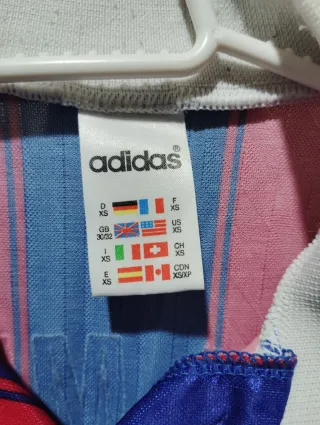 adidas®
D XS F XS
GB 30/32 US XS
I XS CH XS
E XS CDN XS/XP